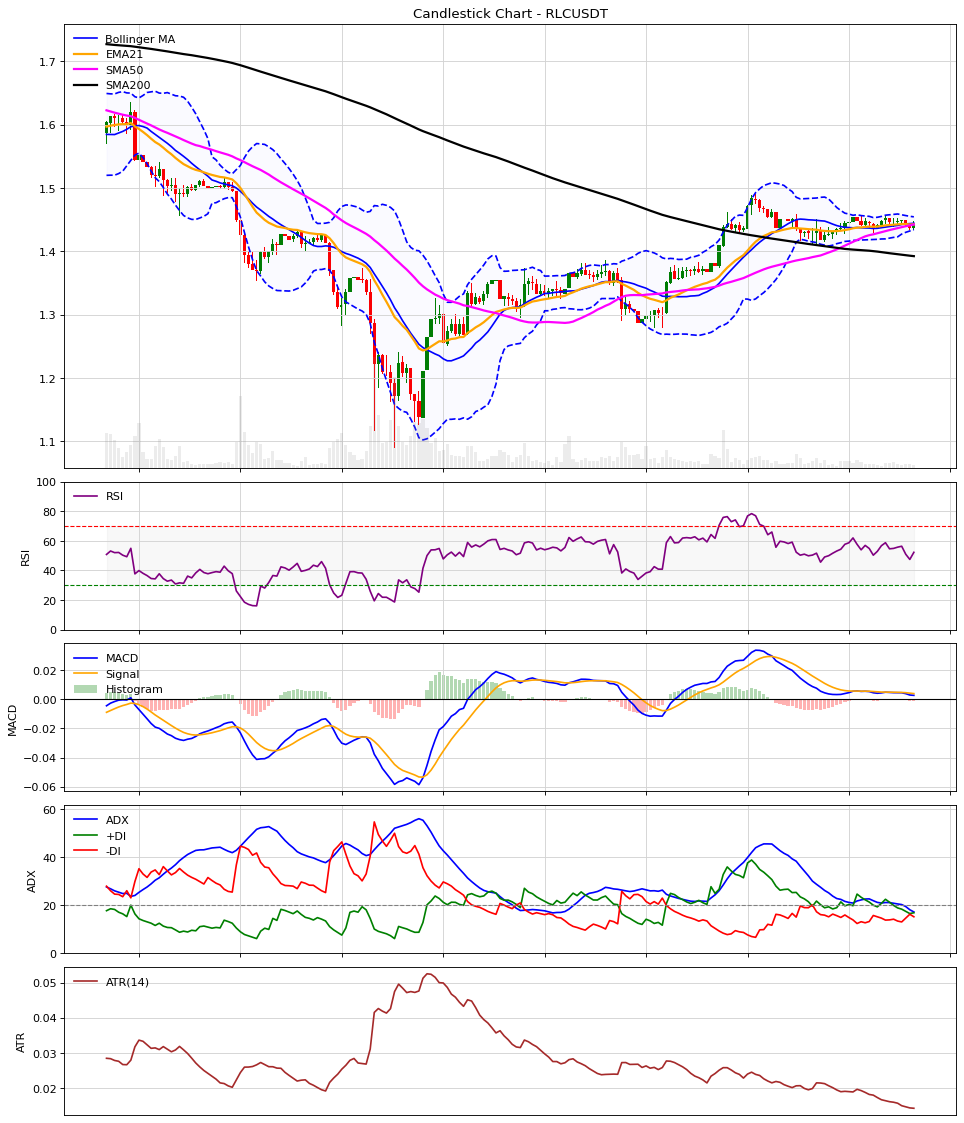 Candlestick Chart - RLCUSDT
Bollinger MA
EMA21
SMA50
SMA200
1.7
1.6
1.5
1.4
1.3
1.2
1.1
RSI
100
80
60
40
20
0
RSI
MACD
Signal
Histogram
0.02
0.00
−0.02
−0.04
−0.06
MACD
ADX
+DI
-DI
60
40
20
0
ADX
ATR(14)
0.05
0.04
0.03
0.02
ATR